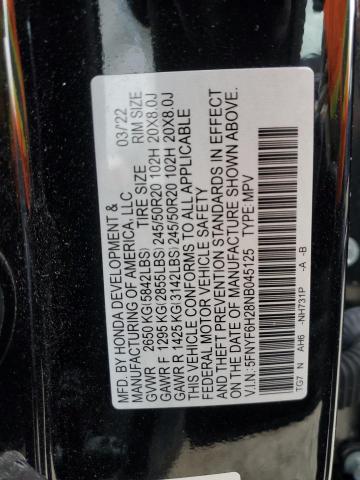 MFD. BY HONDA DEVELOPMENT &
MANUFACTURING OF AMERICA, LLC 03/22
GVWR 2650 KG(5842LBS) TIRE SIZE RIM SIZE
GAWR F 1295 KG(2855LBS) 245/50R20 102H 20X8.0J
GAWR R 1425 KG(3142LBS) 245/50R20 102H 20X8.0J
THIS VEHICLE CONFORMS TO ALL APPLICABLE
FEDERAL MOTOR VEHICLE SAFETY
AND THEFT PREVENTION STANDARDS IN EFFECT
ON THE DATE OF MANUFACTURE SHOWN ABOVE.
V.I.N.:5FNYF6H28NB045125 TYPE:MPV
TG7 N AH6 -NH731P -A -B